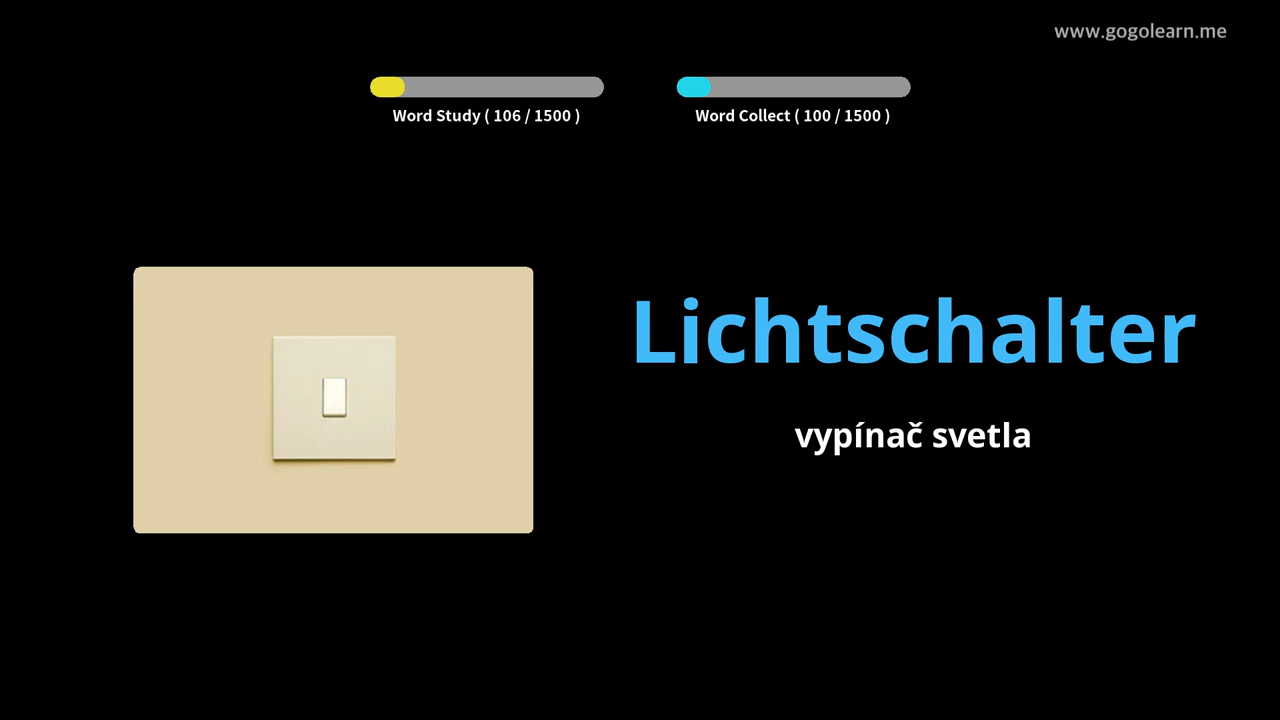 www.gogolearn.me
Word Study ( 106 / 1500 )
Word Collect ( 100 / 1500 )
Lichtschalter
vypínač svetla